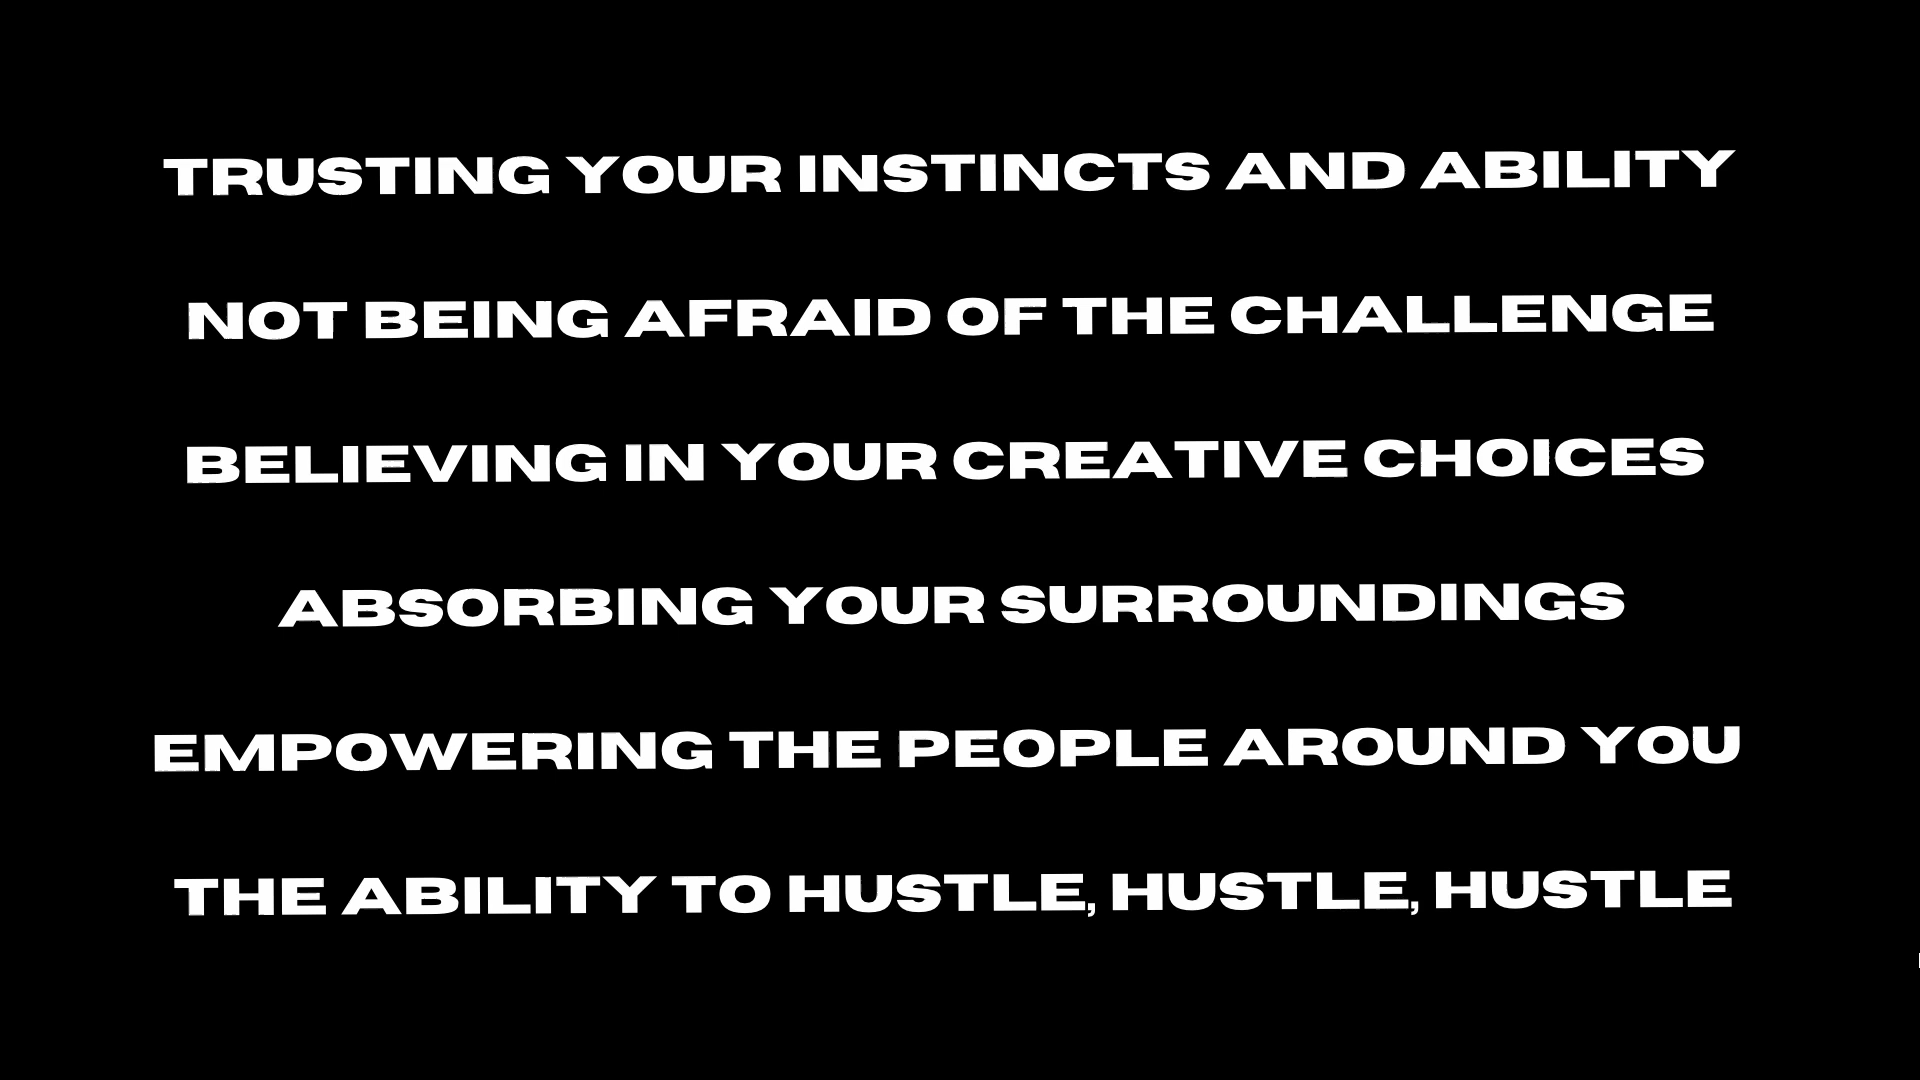 TRUSTING YOUR INSTINCTS AND ABILITY
NOT BEING AFRAID OF THE CHALLENGE
BELIEVING IN YOUR CREATIVE CHOICES
ABSORBING YOUR SURROUNDINGS
EMPOWERING THE PEOPLE AROUND YOU
THE ABILITY TO HUSTLE, HUSTLE, HUSTLE